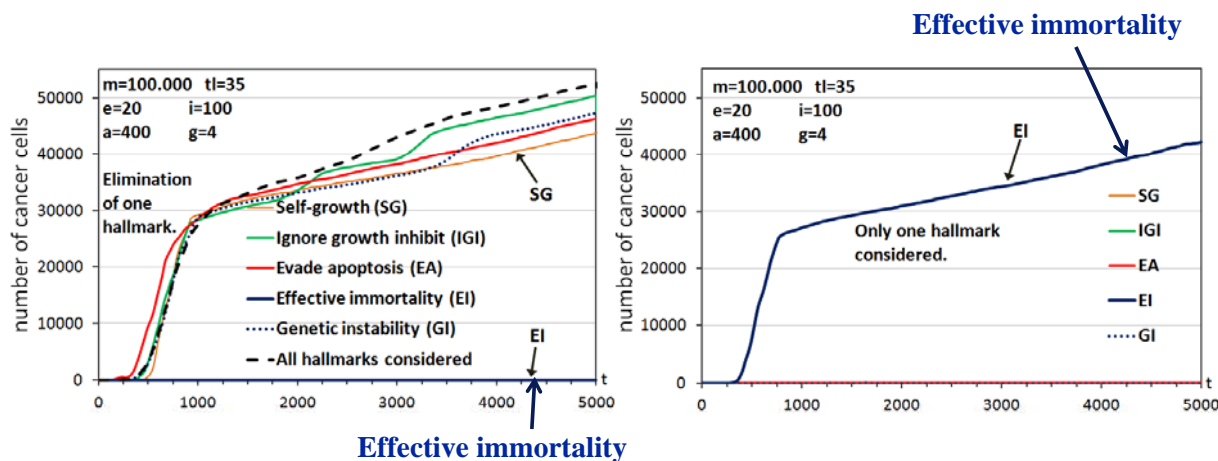 Effective immortality
number of cancer cells
50000
40000
30000
20000
10000
0
m=100.000 tl=35
e=20 i=100
a=400 g=4
Elimination
of one
hallmark.
SG
Self-growth (SG)
Ignore growth inhibit (IGI)
Evade apoptosis (EA)
Effective immortality (EI)
Genetic instability (GI)
All hallmarks considered
EI
t
0 1000 2000 3000 4000 5000
Effective immortality
number of cancer cells
50000
40000
30000
20000
10000
0
m=100.000 tl=35
e=20 i=100
a=400 g=4
EI
Only one hallmark
considered.
SG
IGI
EA
EI
GI
t
0 1000 2000 3000 4000 5000